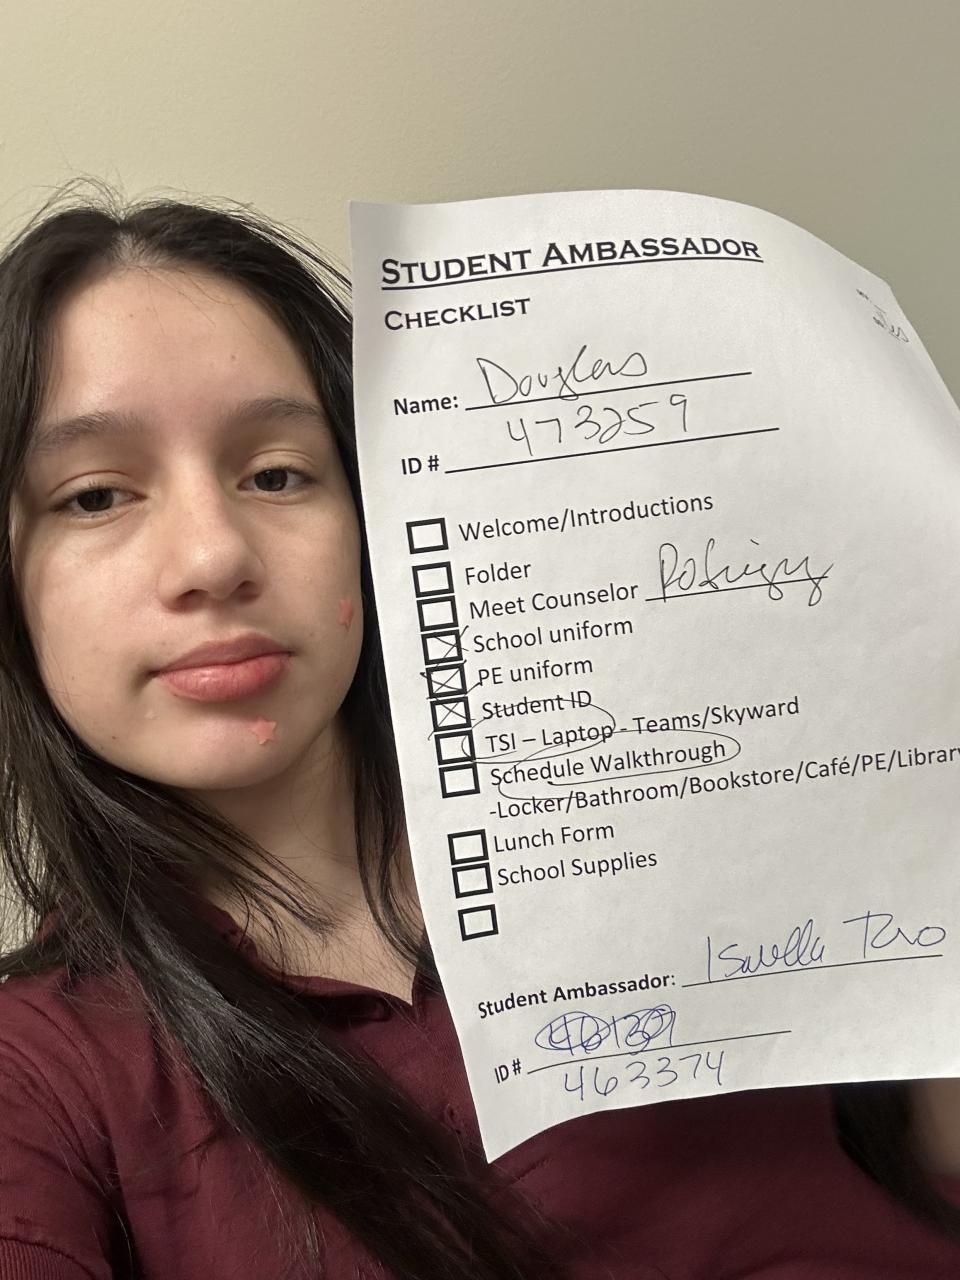 STUDENT AMBASSADOR
CHECKLIST
Name: Douglas
ID # 473259
Welcome/Introductions
Folder
Meet Counselor
School uniform
PE uniform
Student ID
TSI – Laptop - Teams/Skyward
Schedule Walkthrough
-Locker/Bathroom/Bookstore/Café/PE/Library
Lunch Form
School Supplies
Student Ambassador: Isavella
ID #
463374